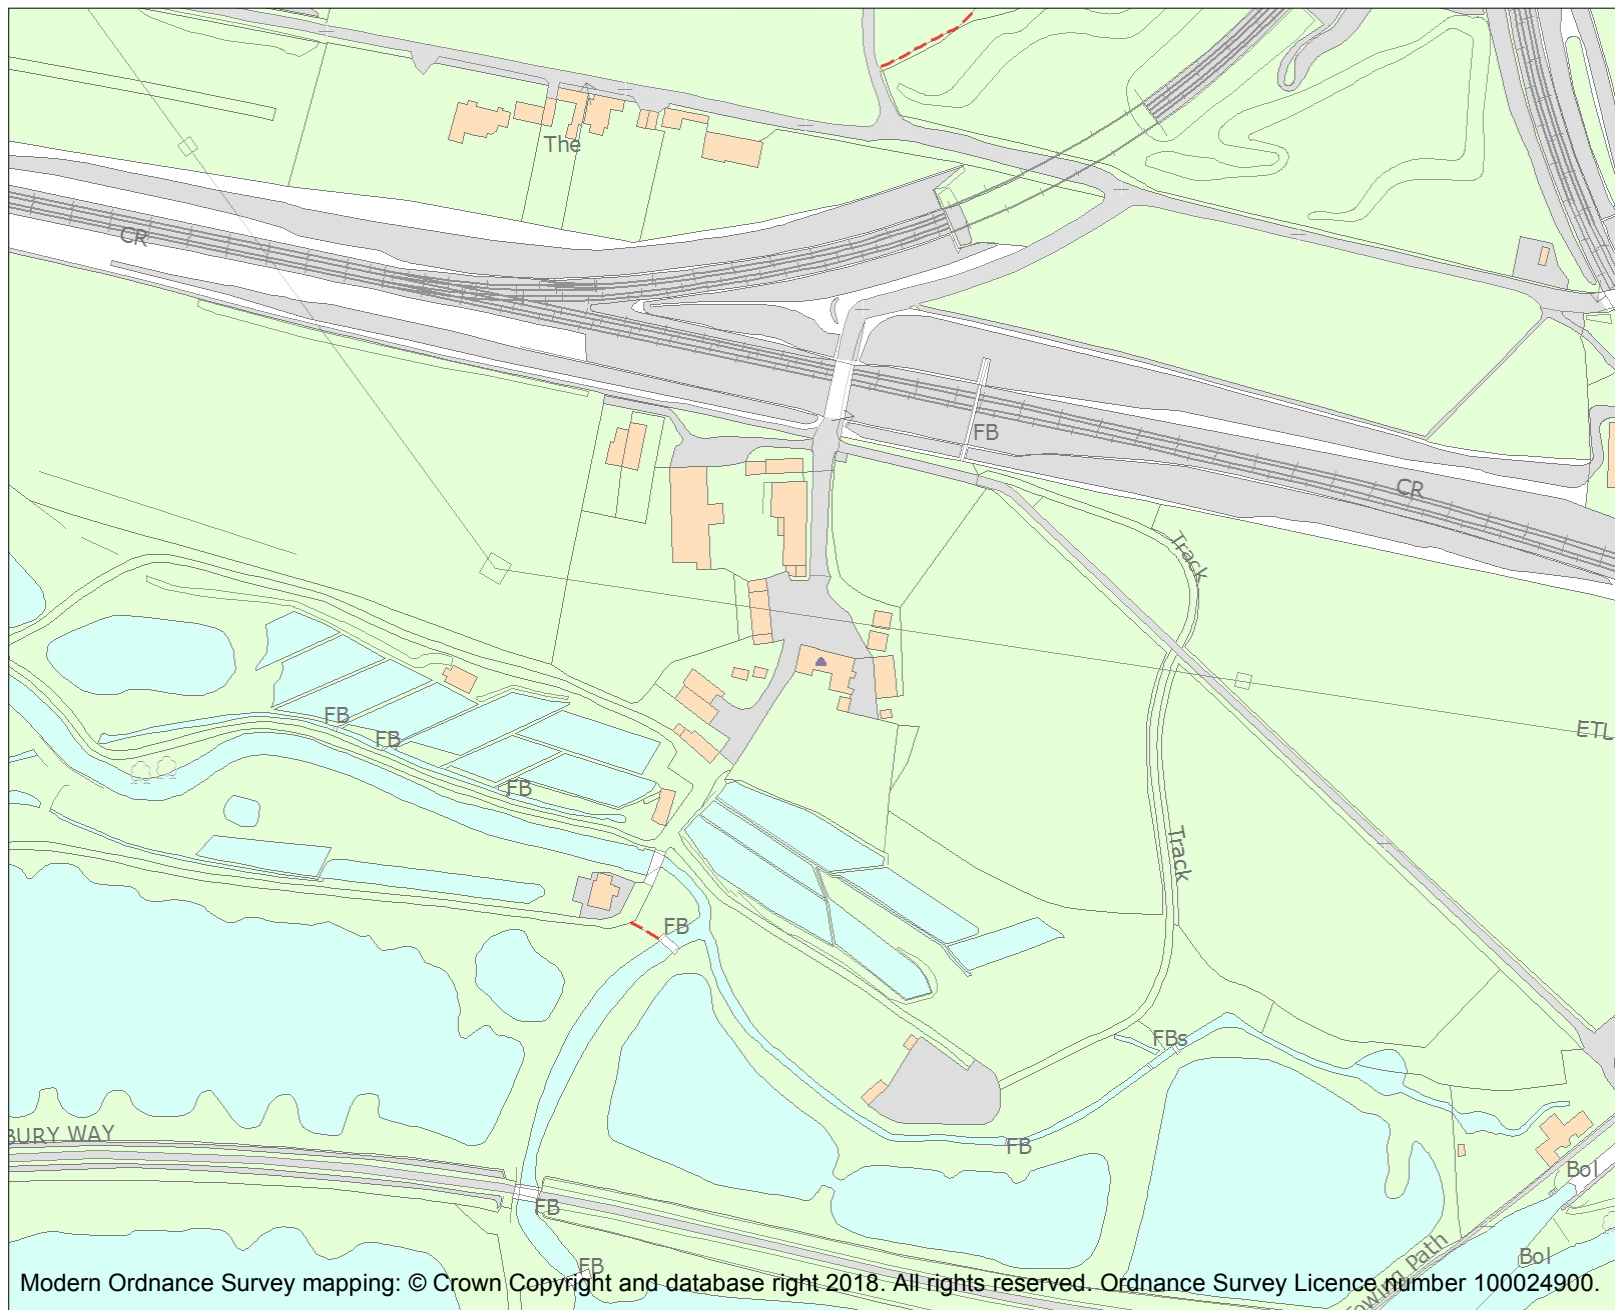 The
CR
FB
CR
Track
FB
ETL
FB
FB
Track
FB
FBs
BURY WAY
FB
Bol
FB
Bol
FB
Towing Path
Modern Ordnance Survey mapping: © Crown Copyright and database right 2018. All rights reserved. Ordnance Survey Licence number 100024900.